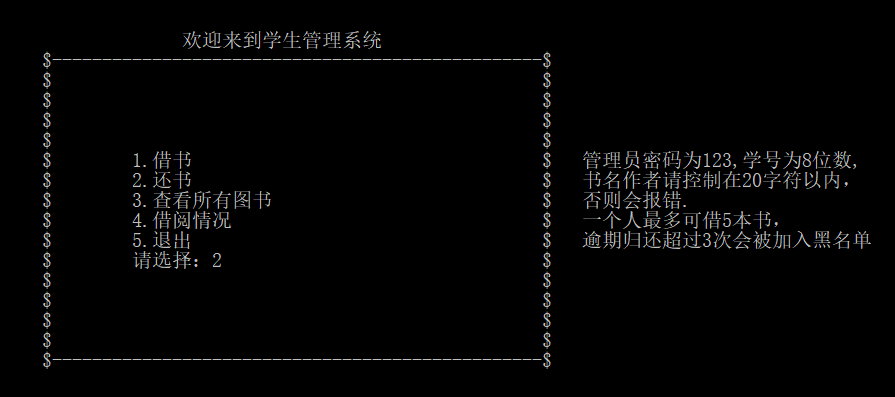 欢迎来到学生管理系统
$-------------------------------------------------$
$ $
$ $
$ $
$ $
$ 1.借书 $ 管理员密码为123,学号为8位数,
$ 2.还书 $ 书名作者请控制在20字符以内，
$ 3.查看所有图书 $ 否则会报错.
$ 4.借阅情况 $ 一个人最多可借5本书，
$ 5.退出 $ 逾期归还超过3次会被加入黑名单
$ 请选择：2 $
$ $
$ $
$ $
$ $
$-------------------------------------------------$